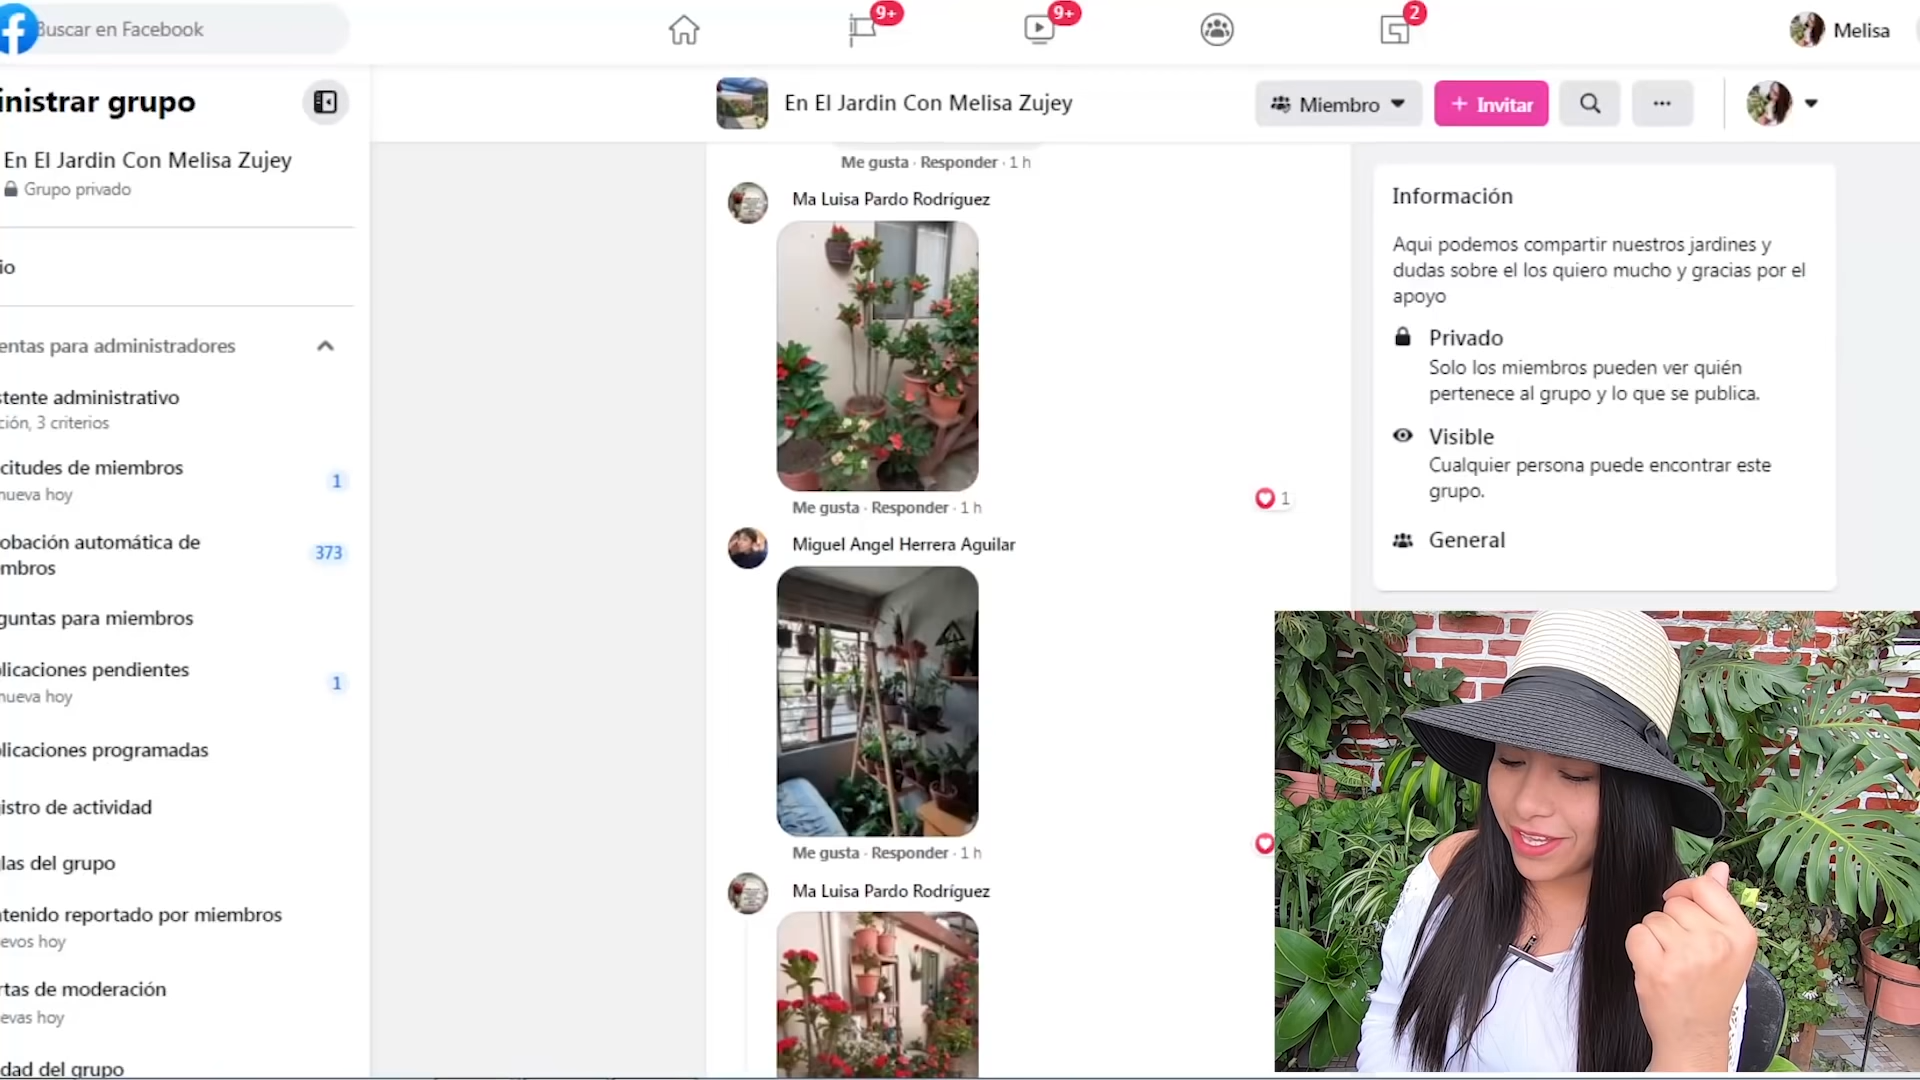 Buscar en Facebook
9+
9+
2
Melisa
inistrar grupo
En El Jardin Con Melisa Zujey
Grupo privado
io
entas para administradores
stente administrativo
ción, 3 criterios
citudes de miembros
nueva hoy
1
obación automática de
mbros
373
guntas para miembros
licaciones pendientes
nueva hoy
1
licaciones programadas
istro de actividad
las del grupo
tenido reportado por miembros
evos hoy
rtas de moderación
evas hoy
idad del grupo
En El Jardin Con Melisa Zujey
Miembro
+ Invitar
Me gusta · Responder · 1 h
Ma Luisa Pardo Rodríguez
Me gusta · Responder · 1 h
1
Miguel Angel Herrera Aguilar
Me gusta · Responder · 1 h
Ma Luisa Pardo Rodríguez
Información
Aqui podemos compartir nuestros jardines y
dudas sobre el los quiero mucho y gracias por el
apoyo
Privado
Solo los miembros pueden ver quién
pertenece al grupo y lo que se publica.
Visible
Cualquier persona puede encontrar este
grupo.
General